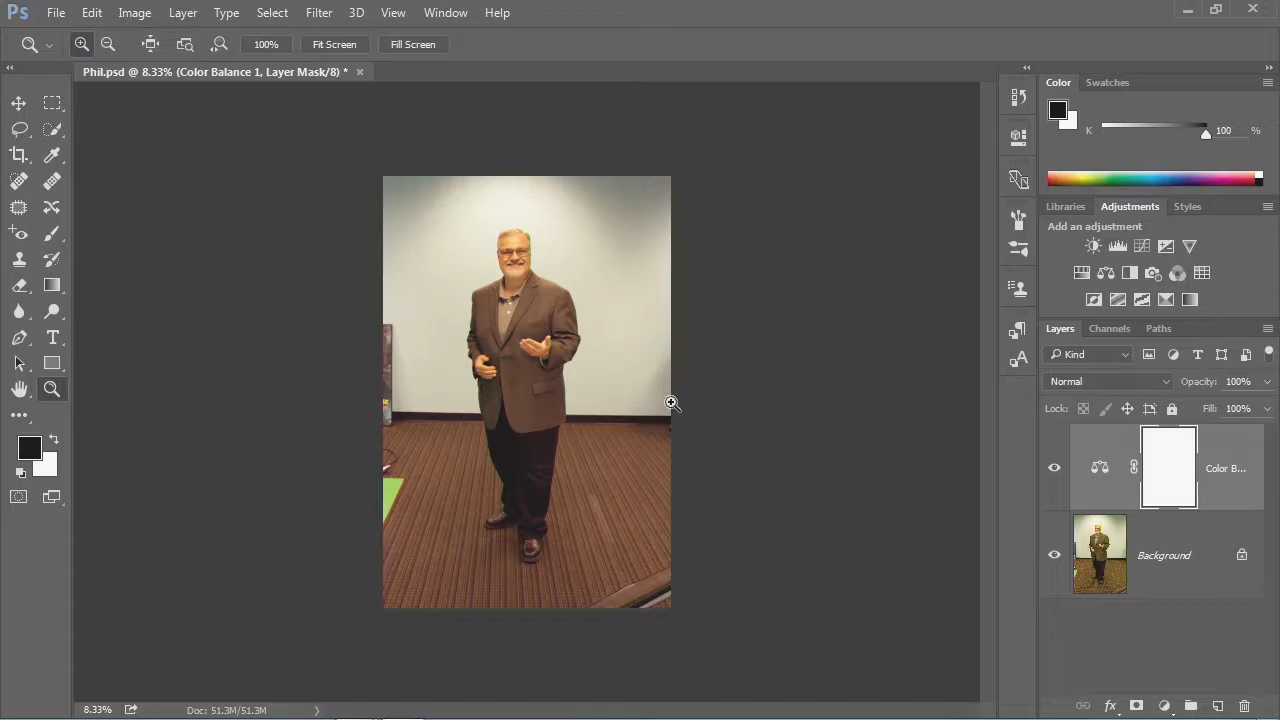 Ps File Edit Image Layer Type Select Filter 3D View Window Help
100% Fit Screen Fill Screen
Phil.psd @ 8.33% (Color Balance 1, Layer Mask/8) * ×
Color Swatches
K 100 %
Libraries Adjustments Styles
Add an adjustment
Layers Channels Paths
Kind
Normal Opacity: 100%
Lock: Fill: 100%
Color B...
Background
8.33% Doc: 51.3M/51.3M